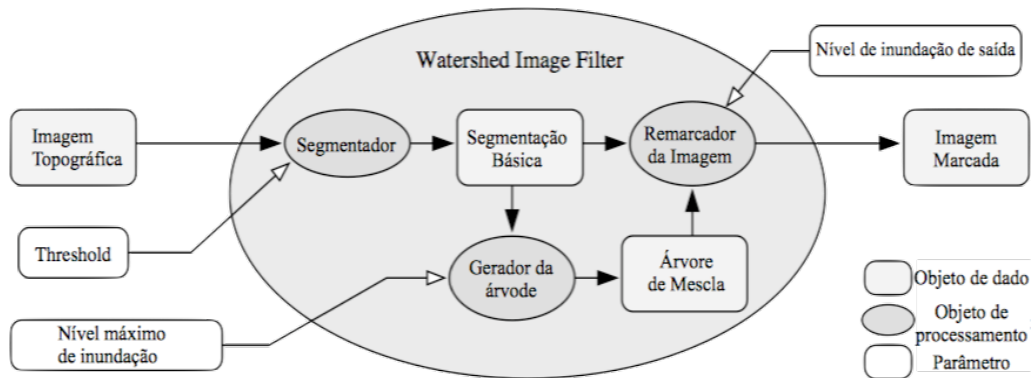 Watershed Image Filter
Nível de inundação de saída
Imagem
Topográfica
Segmentador
Segmentação
Básica
Remarcador
da Imagem
Imagem
Marcada
Threshold
Gerador da
árvode
Árvore
de Mescla
Nível máximo
de inundação
Objeto de dado
Objeto de
processamento
Parâmetro